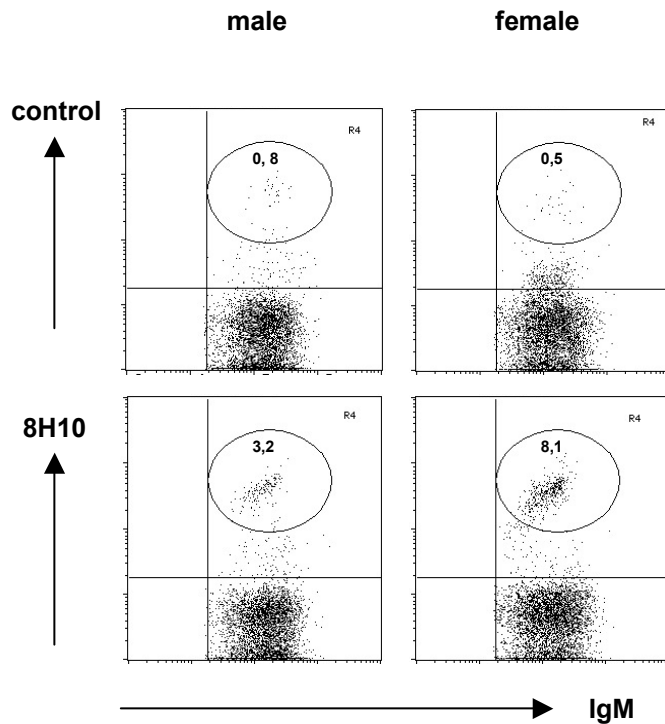 male female
control
R4 R4
0, 8 0,5
8H10
R4 R4
3,2 8,1
IgM